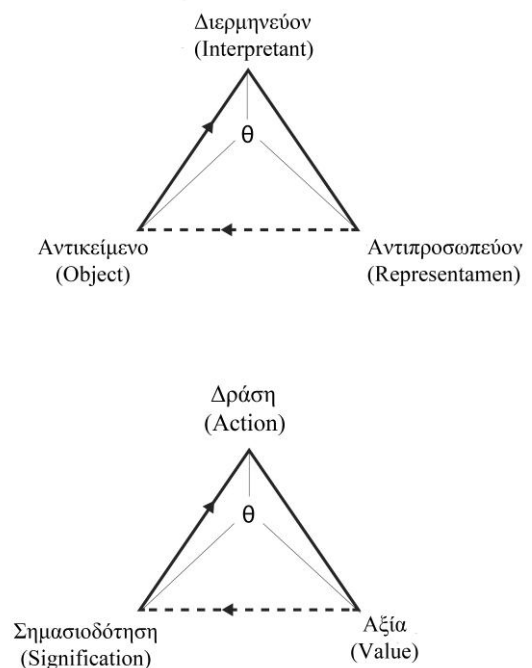 Διερμηνεύον
(Interpretant)
θ
Αντικείμενο
(Object)
Αντιπροσωπεύον
(Representamen)
Δράση
(Action)
θ
Σημασιοδότηση
(Signification)
Αξία
(Value)